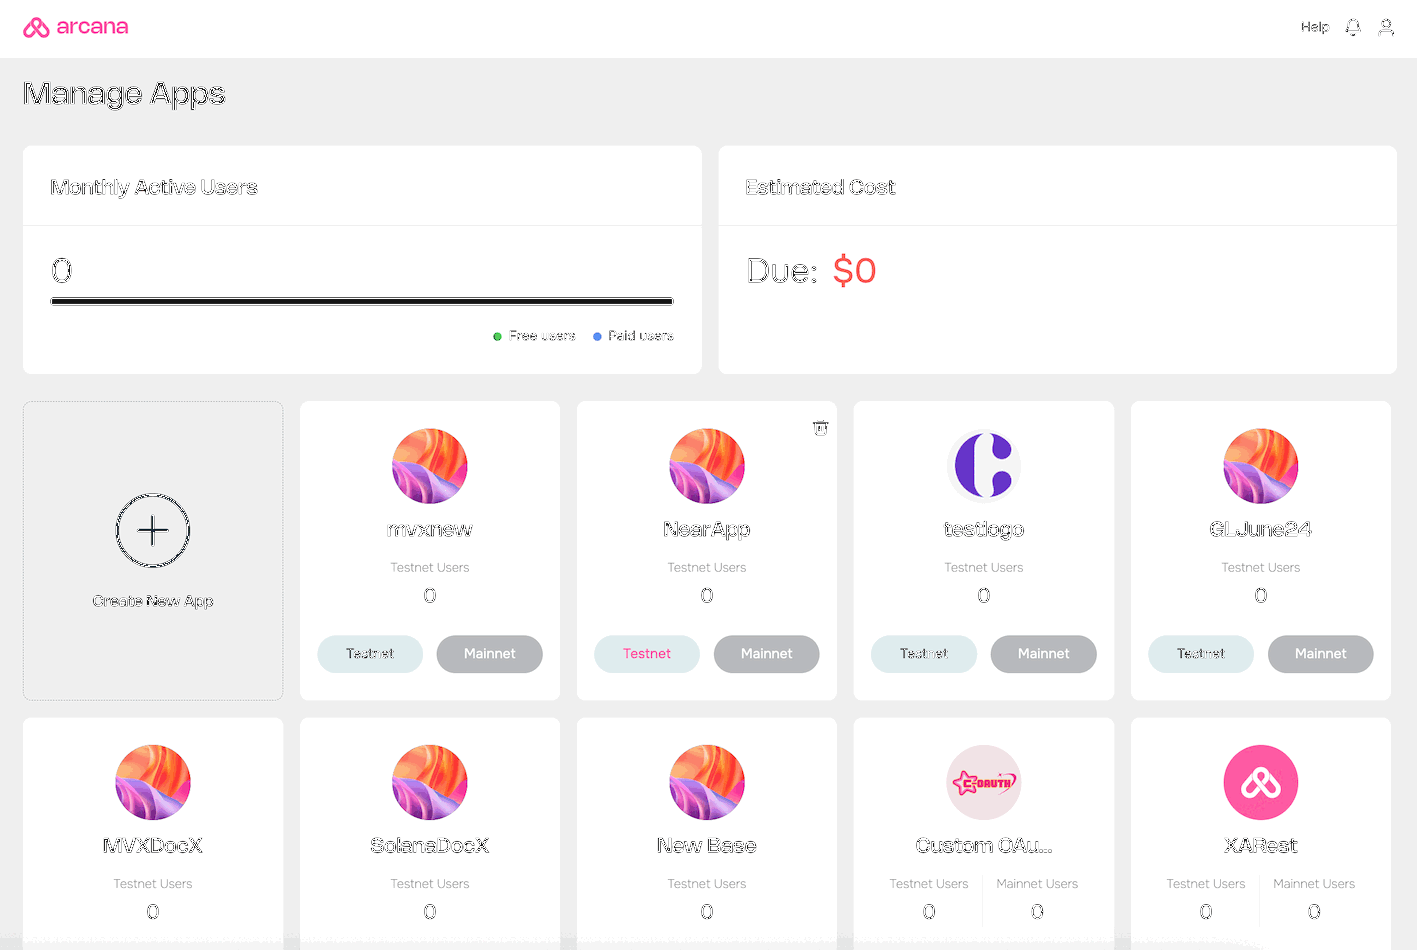 arcana
Help
Manage Apps
Monthly Active Users
0
Free users
Paid users
Estimated Cost
Due: $0
Create New App
mvxnew
Testnet Users
0
Testnet
Mainnet
NearApp
Testnet Users
0
Testnet
Mainnet
testlogo
Testnet Users
0
Testnet
Mainnet
GLJune24
Testnet Users
0
Testnet
Mainnet
MVXDocX
Testnet Users
0
SolanaDocX
Testnet Users
0
New Base
Testnet Users
0
C-OAUTH
Custom OAu...
Testnet Users
0
Mainnet Users
0
XARest
Testnet Users
0
Mainnet Users
0